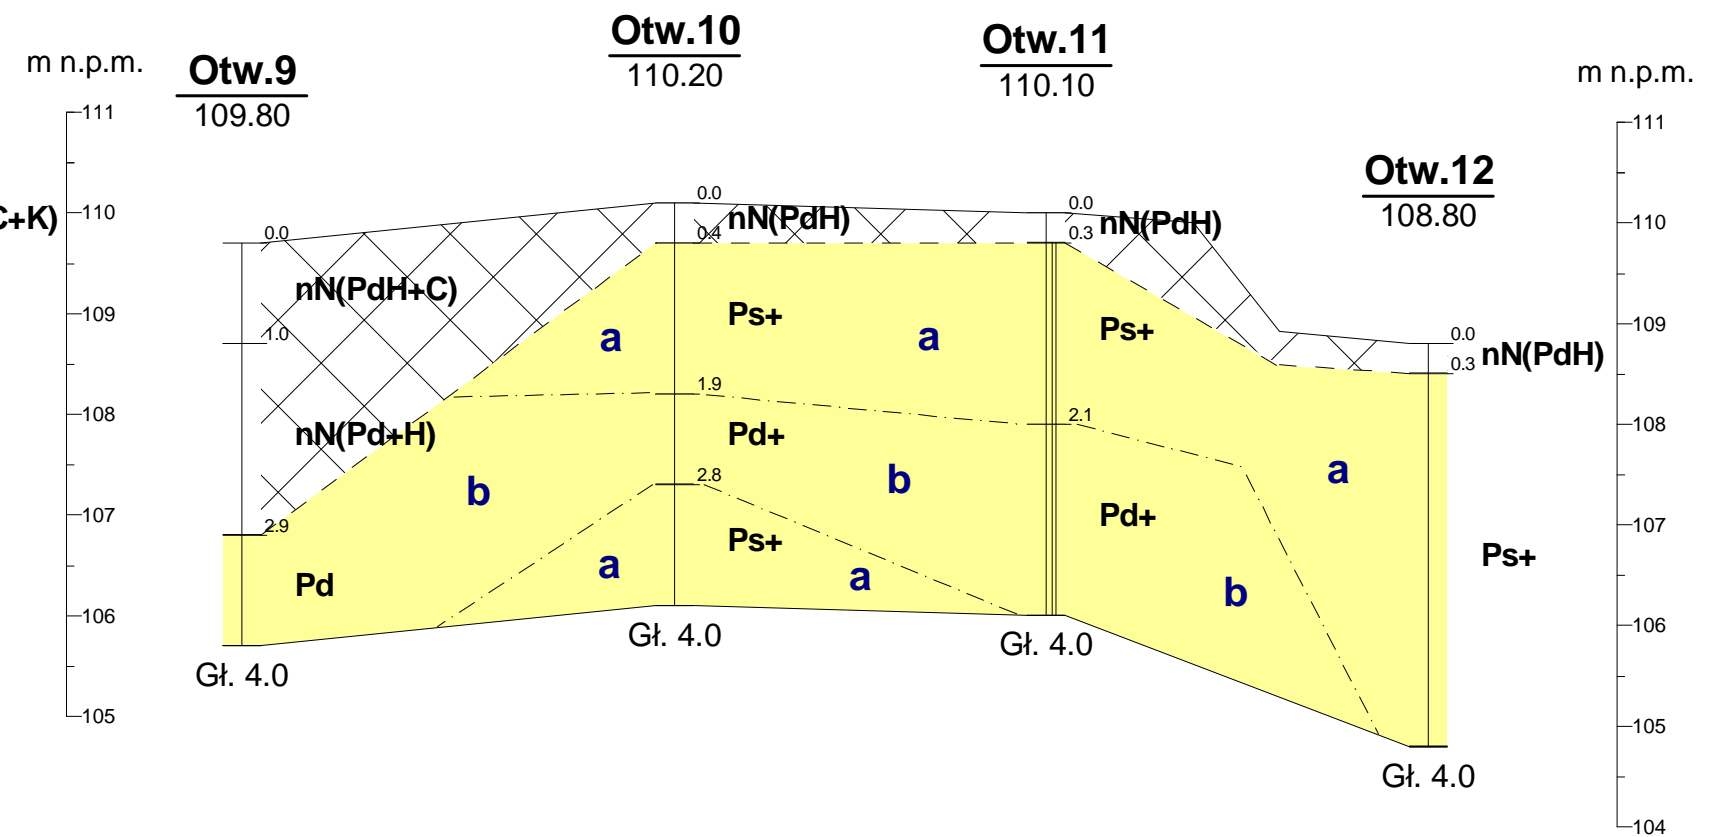 m n.p.m.
Otw.9
109.80
Otw.10
110.20
Otw.11
110.10
Otw.12
108.80
m n.p.m.
111
110
109
108
107
106
105
C+K)
0.0
nN(PdH+C)
1.0
nN(Pd+H)
2.9
Pd
Gł. 4.0
0.0
nN(PdH)
0.4
Ps+
1.9
Pd+
2.8
Ps+
Gł. 4.0
a
b
a
a
b
a
0.0
nN(PdH)
0.3
Ps+
2.1
Pd+
Gł. 4.0
b
a
0.0
nN(PdH)
0.3
Ps+
Gł. 4.0
111
110
109
108
107
106
105
104